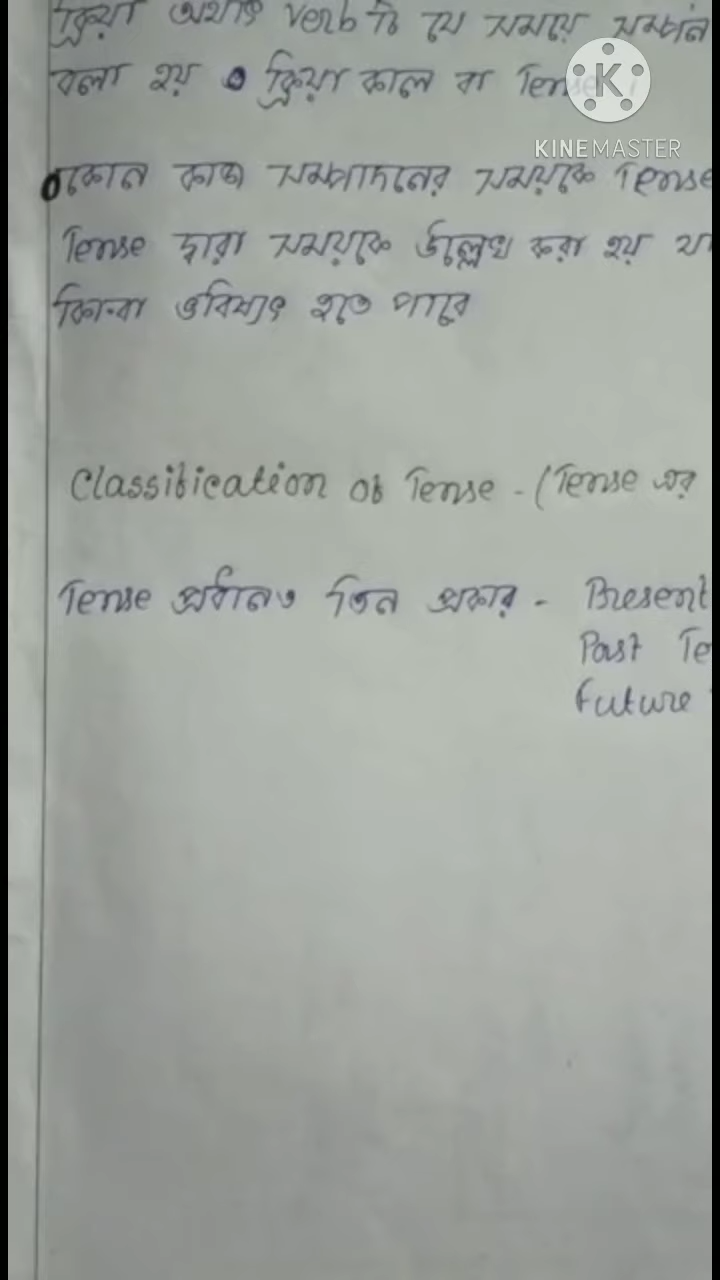 ক্রিয়া অর্থাৎ Verb টি যে সময়ে সম্পন্ন
বলা হয় ক্রিয়া কাল বা Tense।
KINEMASTER
কোন কাজ সম্পাদনের সময়কে Tense
Tense দ্বারা সময়কে উল্লেখ করা হয় যা
কিংবা ভবিষ্যৎ হতে পারে
Classification of Tense - (Tense এর
Tense প্রধানত তিন প্রকার - Present
Past Te
Future